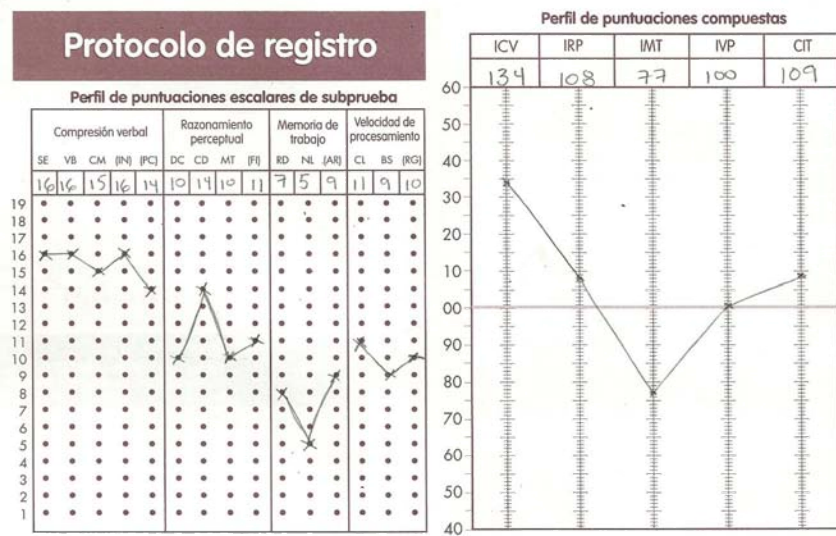 Protocolo de registro
Perfil de puntuaciones escalares de subprueba
Compresión verbal
Razonamiento perceptual
Memoria de trabajo
Velocidad de procesamiento
SE VB CM (IN) (PC) DC CD MT (FI) RD NL (AR) CL BS (RG)
16 16 15 16 14 10 14 10 11 7 5 9 11 9 10
19
18
17
16
15
14
13
12
11
10
9
8
7
6
5
4
3
2
1
Perfil de puntuaciones compuestas
ICV IRP IMT IVP CIT
134 108 77 100 109
60
50
40
30
20
10
00
90
80
70
60
50
40